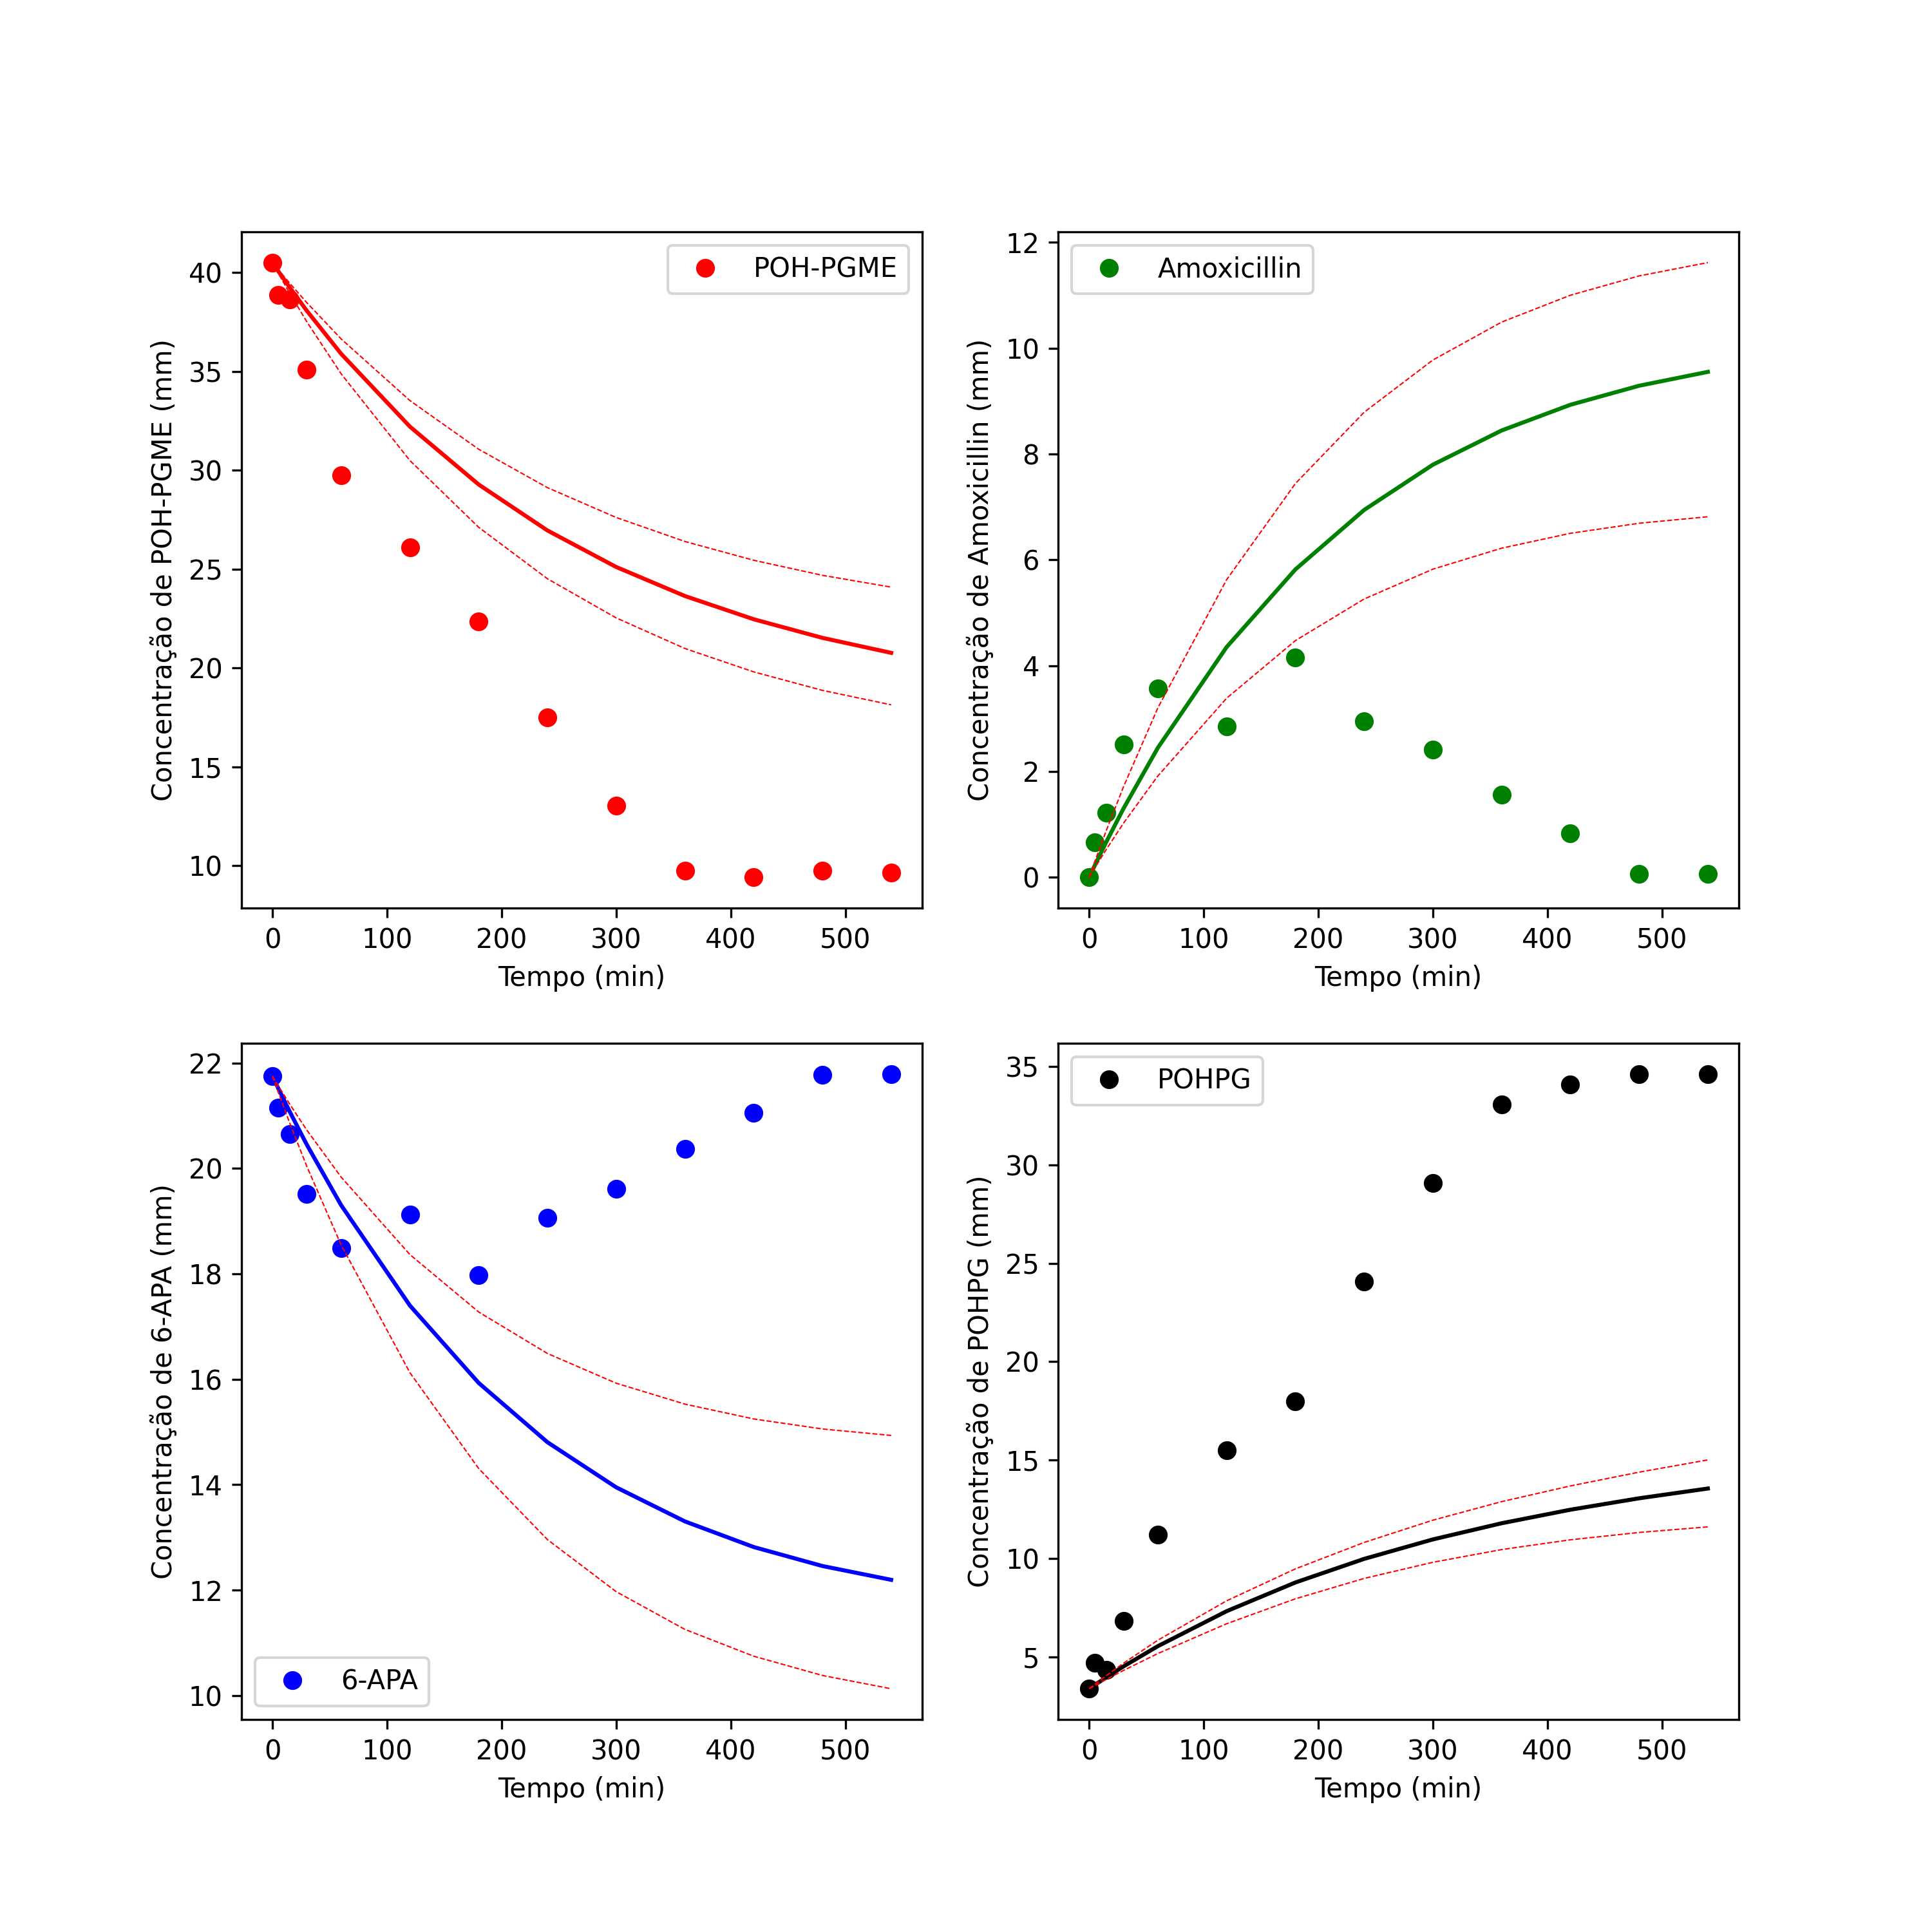 POH-PGME
Concentração de POH-PGME (mm)
40
35
30
25
20
15
10
0 100 200 300 400 500
Tempo (min)
Amoxicillin
Concentração de Amoxicillin (mm)
12
10
8
6
4
2
0
0 100 200 300 400 500
Tempo (min)
Concentração de 6-APA (mm)
22
20
18
16
14
12
10
6-APA
0 100 200 300 400 500
Tempo (min)
POHPG
Concentração de POHPG (mm)
35
30
25
20
15
10
5
0 100 200 300 400 500
Tempo (min)